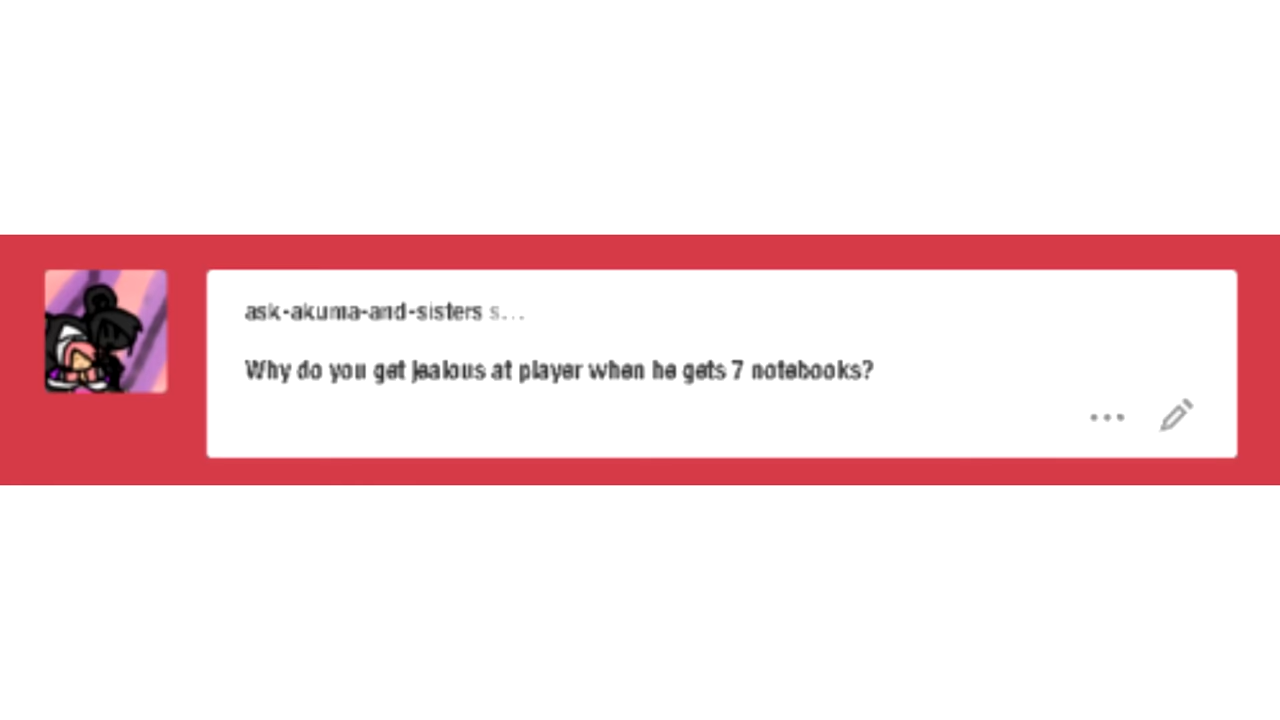 ask-akuma-and-sisters s...
Why do you get jealous at player when he gets 7 notebooks?